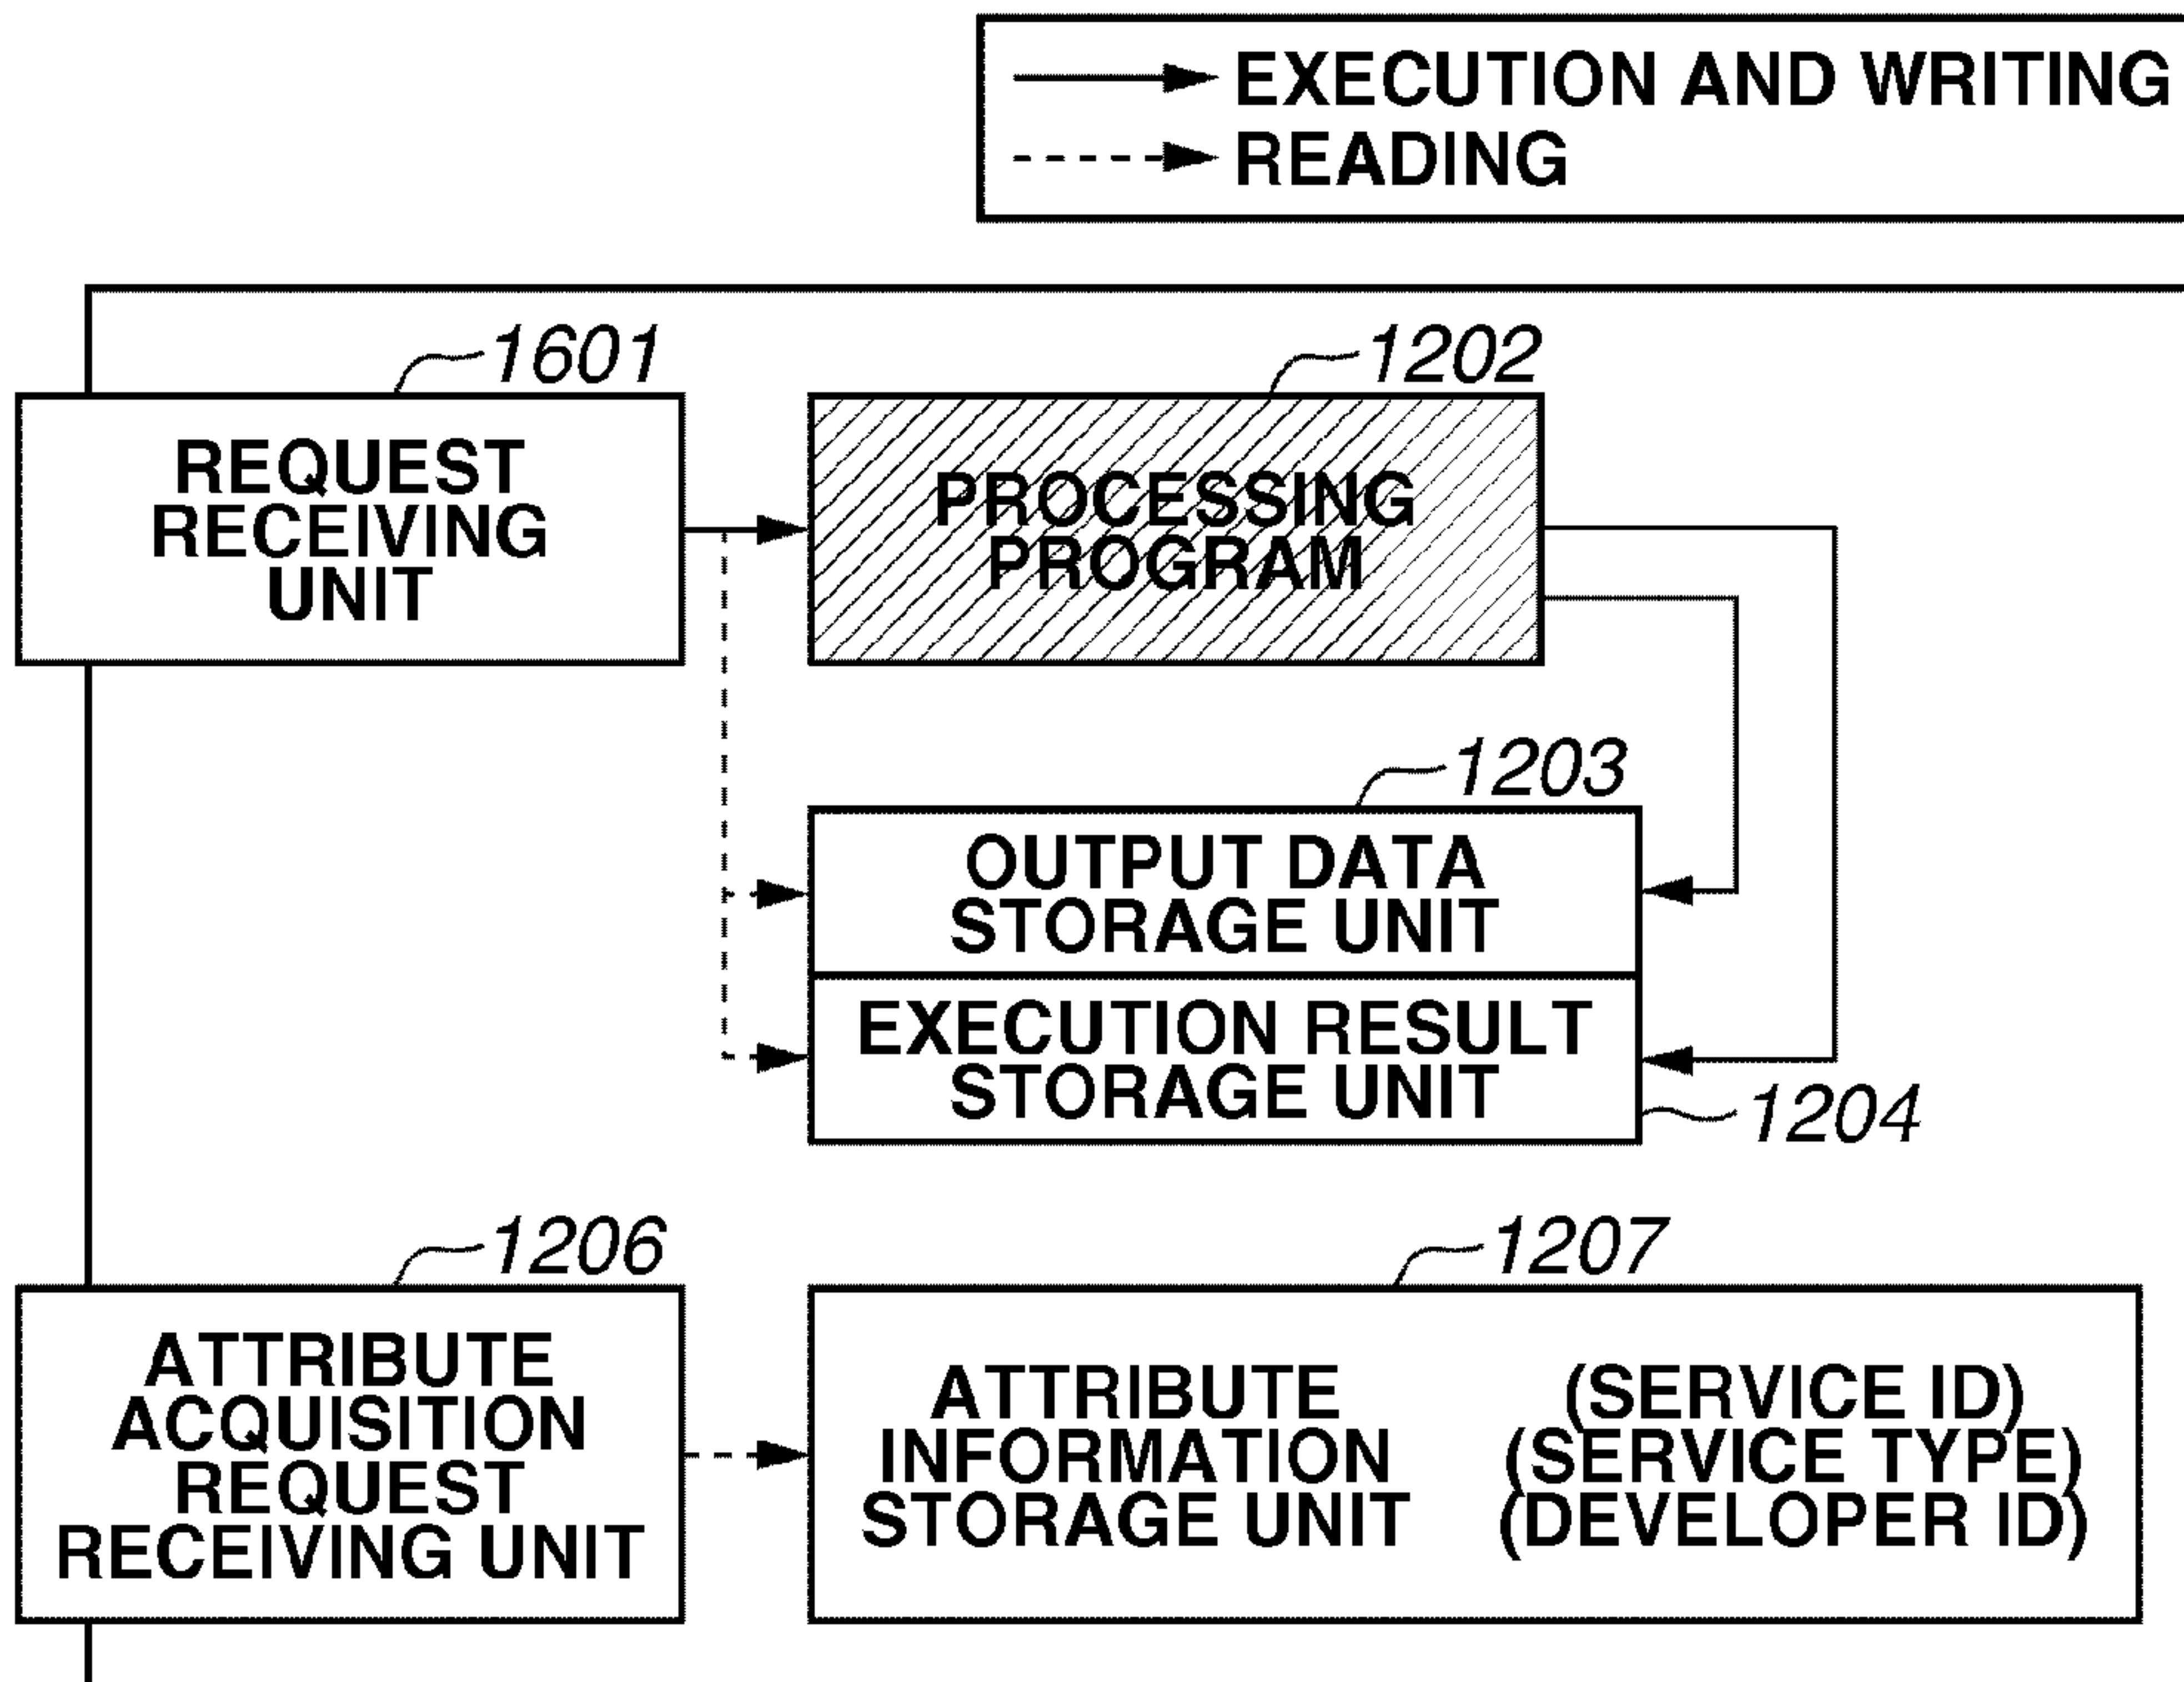 EXECUTION AND WRITING
READING
1601
REQUEST
RECEIVING
UNIT
1202
PROCESSING
PROGRAM
1203
OUTPUT DATA
STORAGE UNIT
EXECUTION RESULT
STORAGE UNIT
1204
1206
ATTRIBUTE
ACQUISITION
REQUEST
RECEIVING UNIT
1207
ATTRIBUTE
INFORMATION
STORAGE UNIT
(SERVICE ID)
(SERVICE TYPE)
(DEVELOPER ID)